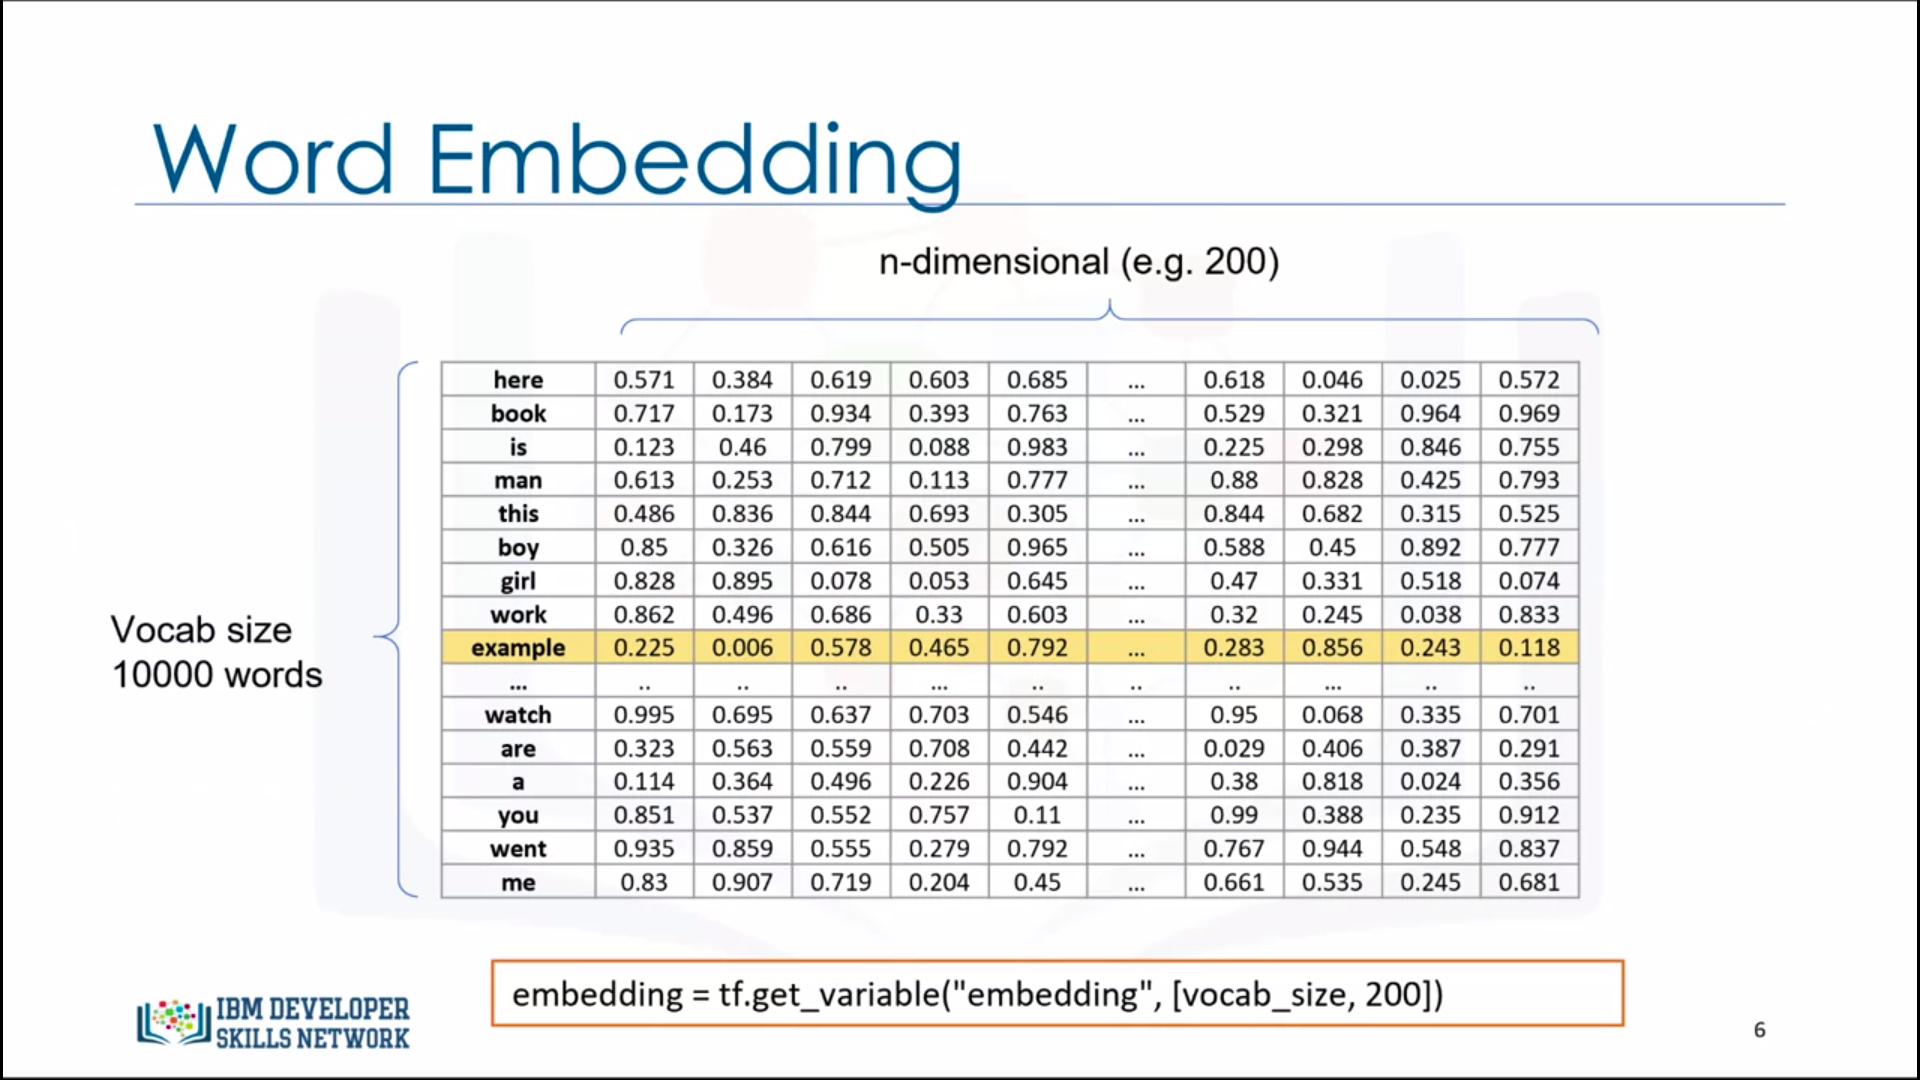 Word Embedding
n-dimensional (e.g. 200)
Vocab size
10000 words
here 0.571 0.384 0.619 0.603 0.685 ... 0.618 0.046 0.025 0.572
book 0.717 0.173 0.934 0.393 0.763 ... 0.529 0.321 0.964 0.969
is 0.123 0.46 0.799 0.088 0.983 ... 0.225 0.298 0.846 0.755
man 0.613 0.253 0.712 0.113 0.777 ... 0.88 0.828 0.425 0.793
this 0.486 0.836 0.844 0.693 0.305 ... 0.844 0.682 0.315 0.525
boy 0.85 0.326 0.616 0.505 0.965 ... 0.588 0.45 0.892 0.777
girl 0.828 0.895 0.078 0.053 0.645 ... 0.47 0.331 0.518 0.074
work 0.862 0.496 0.686 0.33 0.603 ... 0.32 0.245 0.038 0.833
example 0.225 0.006 0.578 0.465 0.792 ... 0.283 0.856 0.243 0.118
... .. .. .. ... .. .. .. ... .. ..
watch 0.995 0.695 0.637 0.703 0.546 ... 0.95 0.068 0.335 0.701
are 0.323 0.563 0.559 0.708 0.442 ... 0.029 0.406 0.387 0.291
a 0.114 0.364 0.496 0.226 0.904 ... 0.38 0.818 0.024 0.356
you 0.851 0.537 0.552 0.757 0.11 ... 0.99 0.388 0.235 0.912
went 0.935 0.859 0.555 0.279 0.792 ... 0.767 0.944 0.548 0.837
me 0.83 0.907 0.719 0.204 0.45 ... 0.661 0.535 0.245 0.681
embedding = tf.get_variable("embedding", [vocab_size, 200])
IBM DEVELOPER
SKILLS NETWORK
6